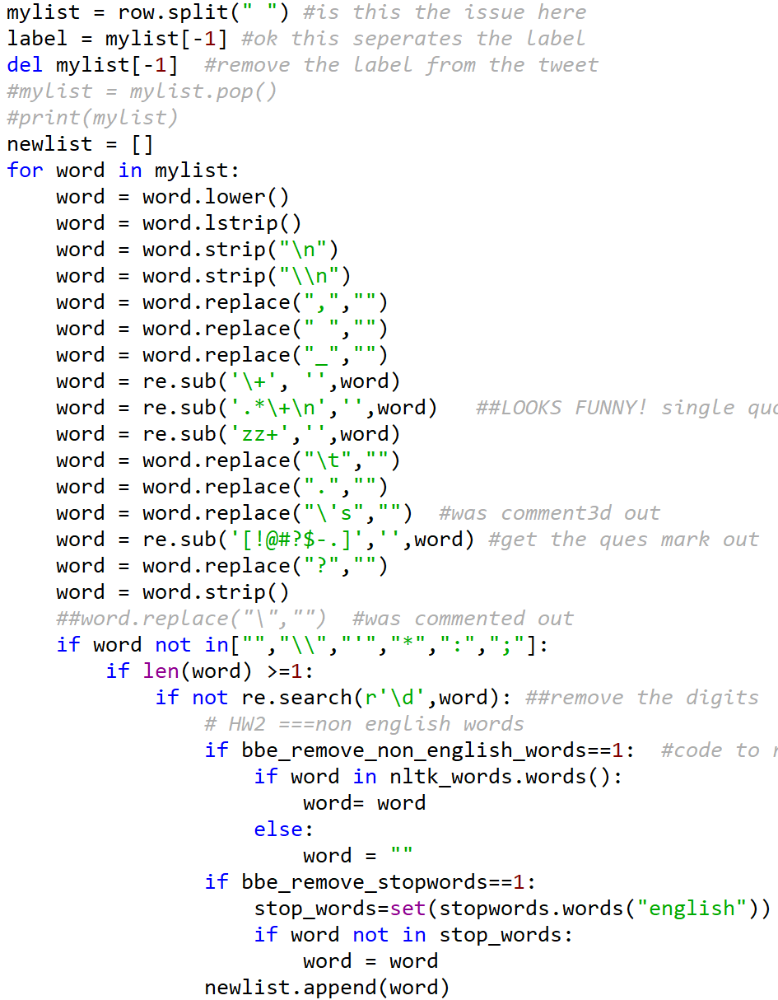 mylist = row.split(" ") #is this the issue here
label = mylist[-1] #ok this seperates the label
del mylist[-1]  #remove the label from the tweet
#mylist = mylist.pop()
#print(mylist)
newlist = []
for word in mylist:
    word = word.lower()
    word = word.lstrip()
    word = word.strip("\n")
    word = word.strip("\\n")
    word = word.replace(",","")
    word = word.replace(" ","")
    word = word.replace("_","")
    word = re.sub('\+', '',word)
    word = re.sub('.*\+\n','',word)   ##LOOKS FUNNY! single
    word = re.sub('zz+','',word)
    word = word.replace("\t","")
    word = word.replace(".","")
    word = word.replace("\'s","")  #was comment3d out
    word = re.sub('[!@#?$-.]','',word) #get the ques mark out
    word = word.replace("?","")
    word = word.strip()
    ##word.replace("\","")  #was commented out
    if word not in["","\\","'","*",":",";"]:
        if len(word) >=1:
            if not re.search(r'\d',word): ##remove the digits
                # HW2 ===non english words
                if bbe_remove_non_english_words==1:  #code to
                    if word in nltk_words.words():
                        word= word
                    else:
                        word = ""
                if bbe_remove_stopwords==1:
                    stop_words=set(stopwords.words("english"))
                    if word not in stop_words:
                        word = word
                newlist.append(word)